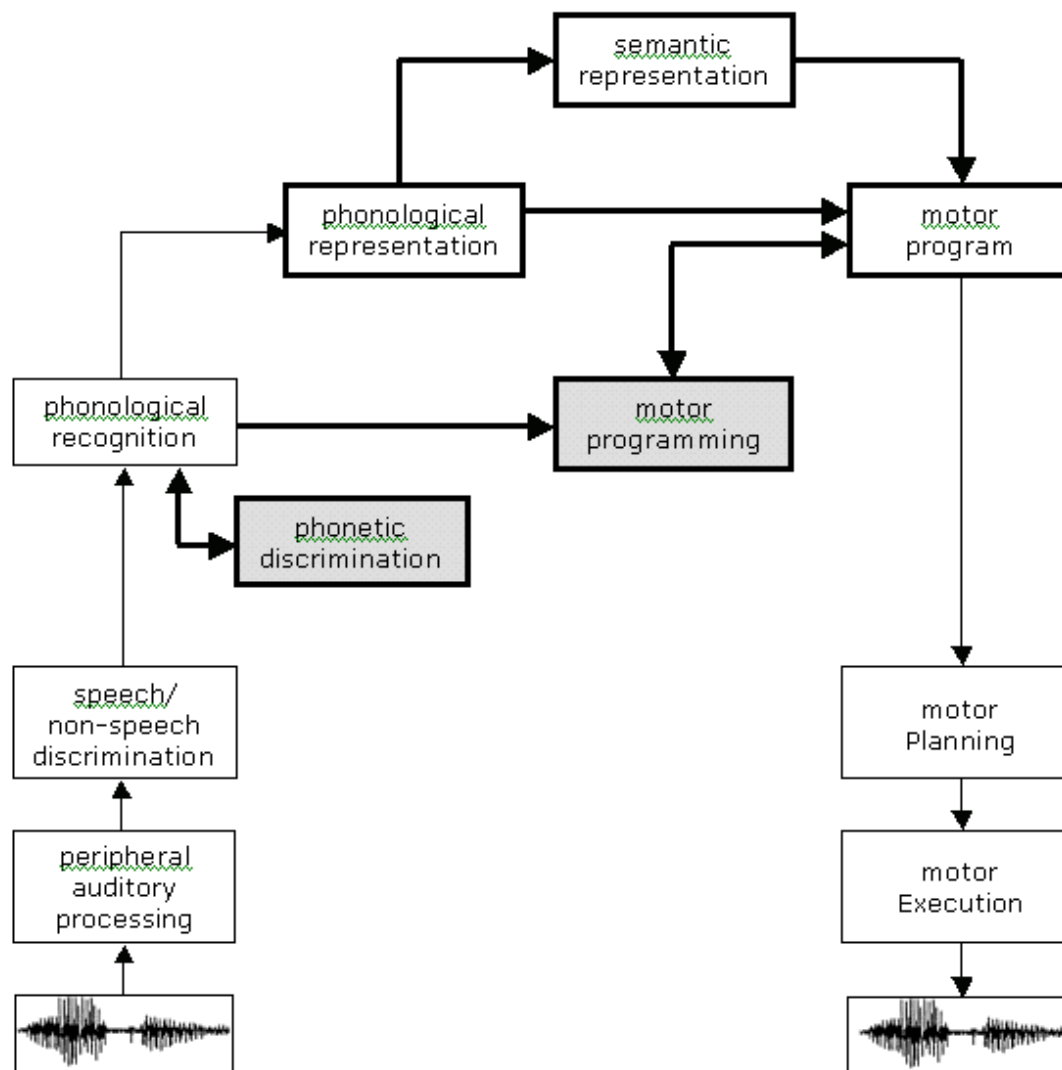 semantic
representation
phonological
representation
motor
program
phonological
recognition
motor
programming
phonetic
discrimination
speech/
non-speech
discrimination
motor
Planning
peripheral
auditory
processing
motor
Execution